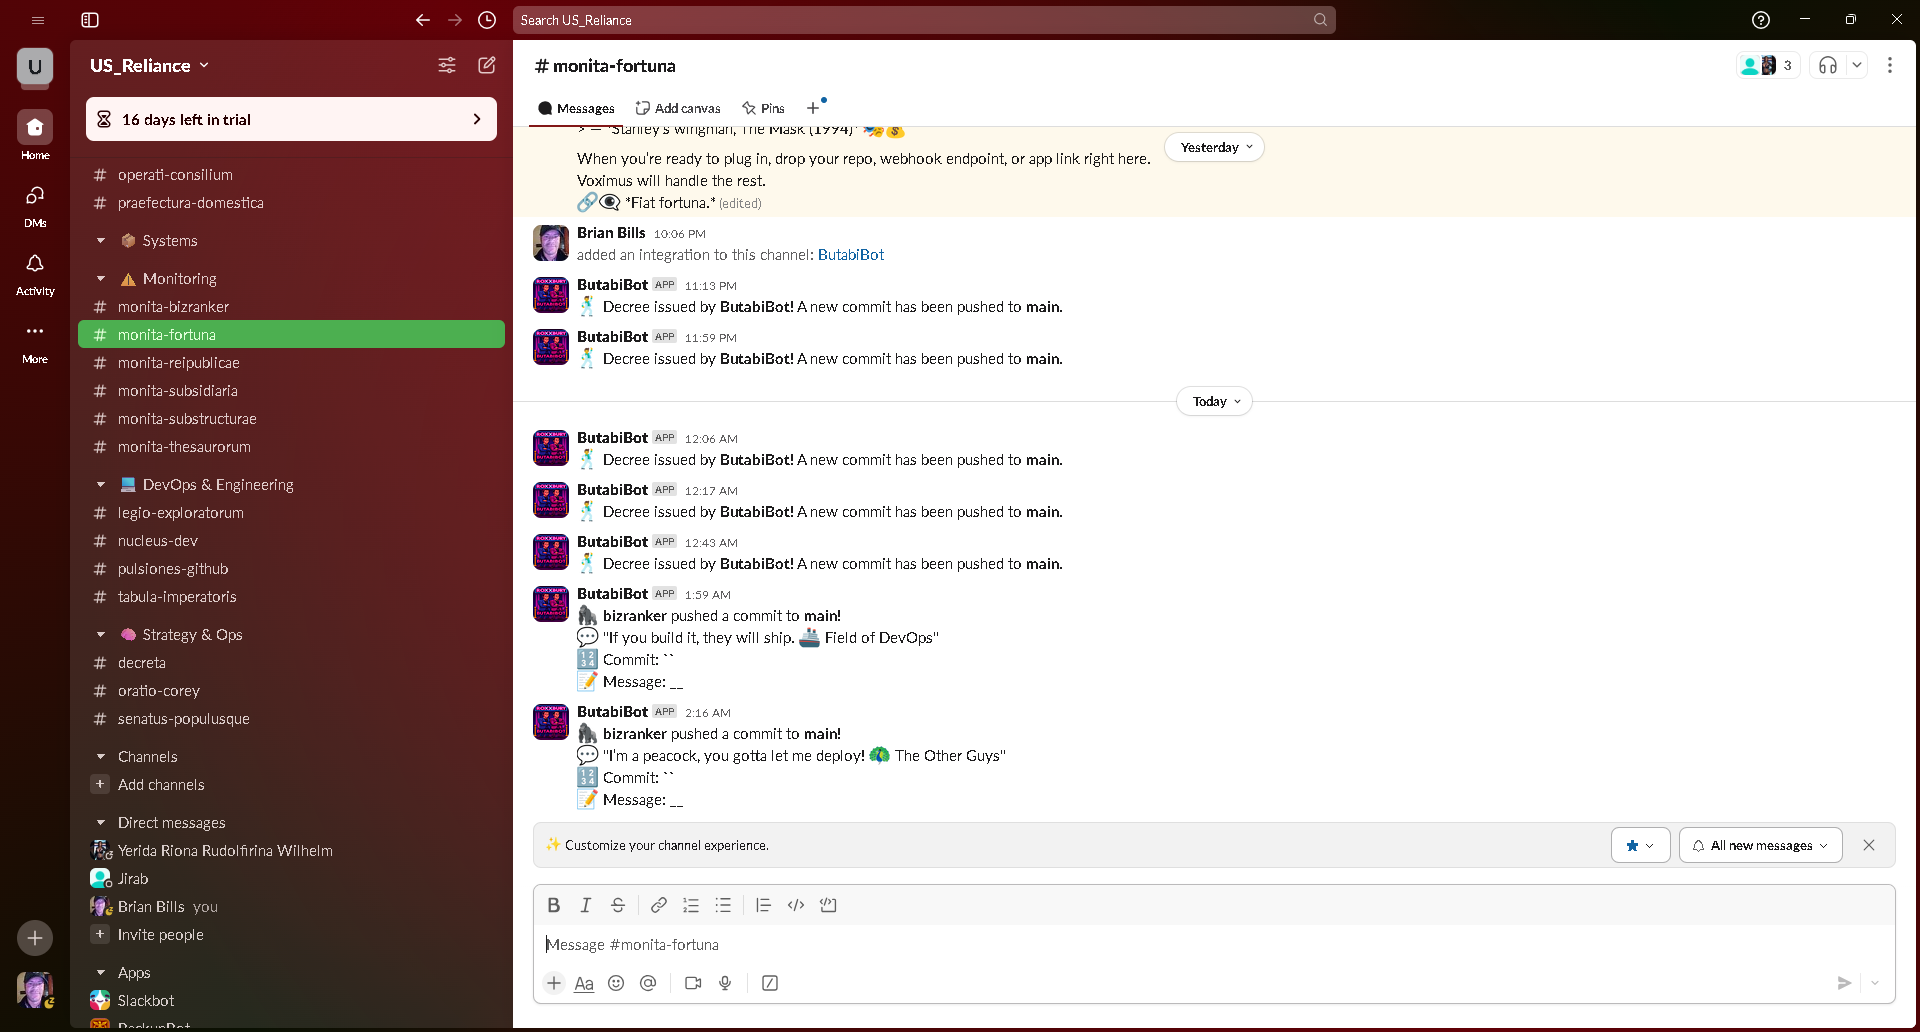 Search US_Reliance
U
US_Reliance
16 days left in trial
Home
DMs
Activity
More
# operati-consilium
# praefectura-domestica
Systems
Monitoring
# monita-bizranker
# monita-fortuna
# monita-reipublicae
# monita-subsidiaria
# monita-substructurae
# monita-thesaurorum
DevOps & Engineering
# legio-exploratorum
# nucleus-dev
# pulsiones-github
# tabula-imperatoris
Strategy & Ops
# decreta
# oratio-corey
# senatus-populusque
Channels
+ Add channels
Direct messages
Yerida Riona Rudolfirina Wilhelm
Jirab
Brian Bills you
+ Invite people
Apps
Slackbot
BackupBot
# monita-fortuna
3
Messages Add canvas Pins +
> — *Stanley's wingman, The Mask (1994)* 🎭💰
Yesterday
When you're ready to plug in, drop your repo, webhook endpoint, or app link right here.
Voximus will handle the rest.
🔗👁️‍🗨️ *Fiat fortuna.* (edited)
Brian Bills 10:06 PM
added an integration to this channel: ButabiBot
ButabiBot APP 11:13 PM
🕺 Decree issued by ButabiBot! A new commit has been pushed to main.
ButabiBot APP 11:59 PM
🕺 Decree issued by ButabiBot! A new commit has been pushed to main.
Today
ButabiBot APP 12:06 AM
🕺 Decree issued by ButabiBot! A new commit has been pushed to main.
ButabiBot APP 12:17 AM
🕺 Decree issued by ButabiBot! A new commit has been pushed to main.
ButabiBot APP 12:43 AM
🕺 Decree issued by ButabiBot! A new commit has been pushed to main.
ButabiBot APP 1:59 AM
🦍 bizranker pushed a commit to main!
💬 "If you build it, they will ship. 🚢 Field of DevOps"
🔢 Commit: ``
📝 Message: __
ButabiBot APP 2:16 AM
🦍 bizranker pushed a commit to main!
💬 "I'm a peacock, you gotta let me deploy! 🦚 The Other Guys"
🔢 Commit: ``
📝 Message: __
✨ Customize your channel experience.
All new messages
Message #monita-fortuna
Aa